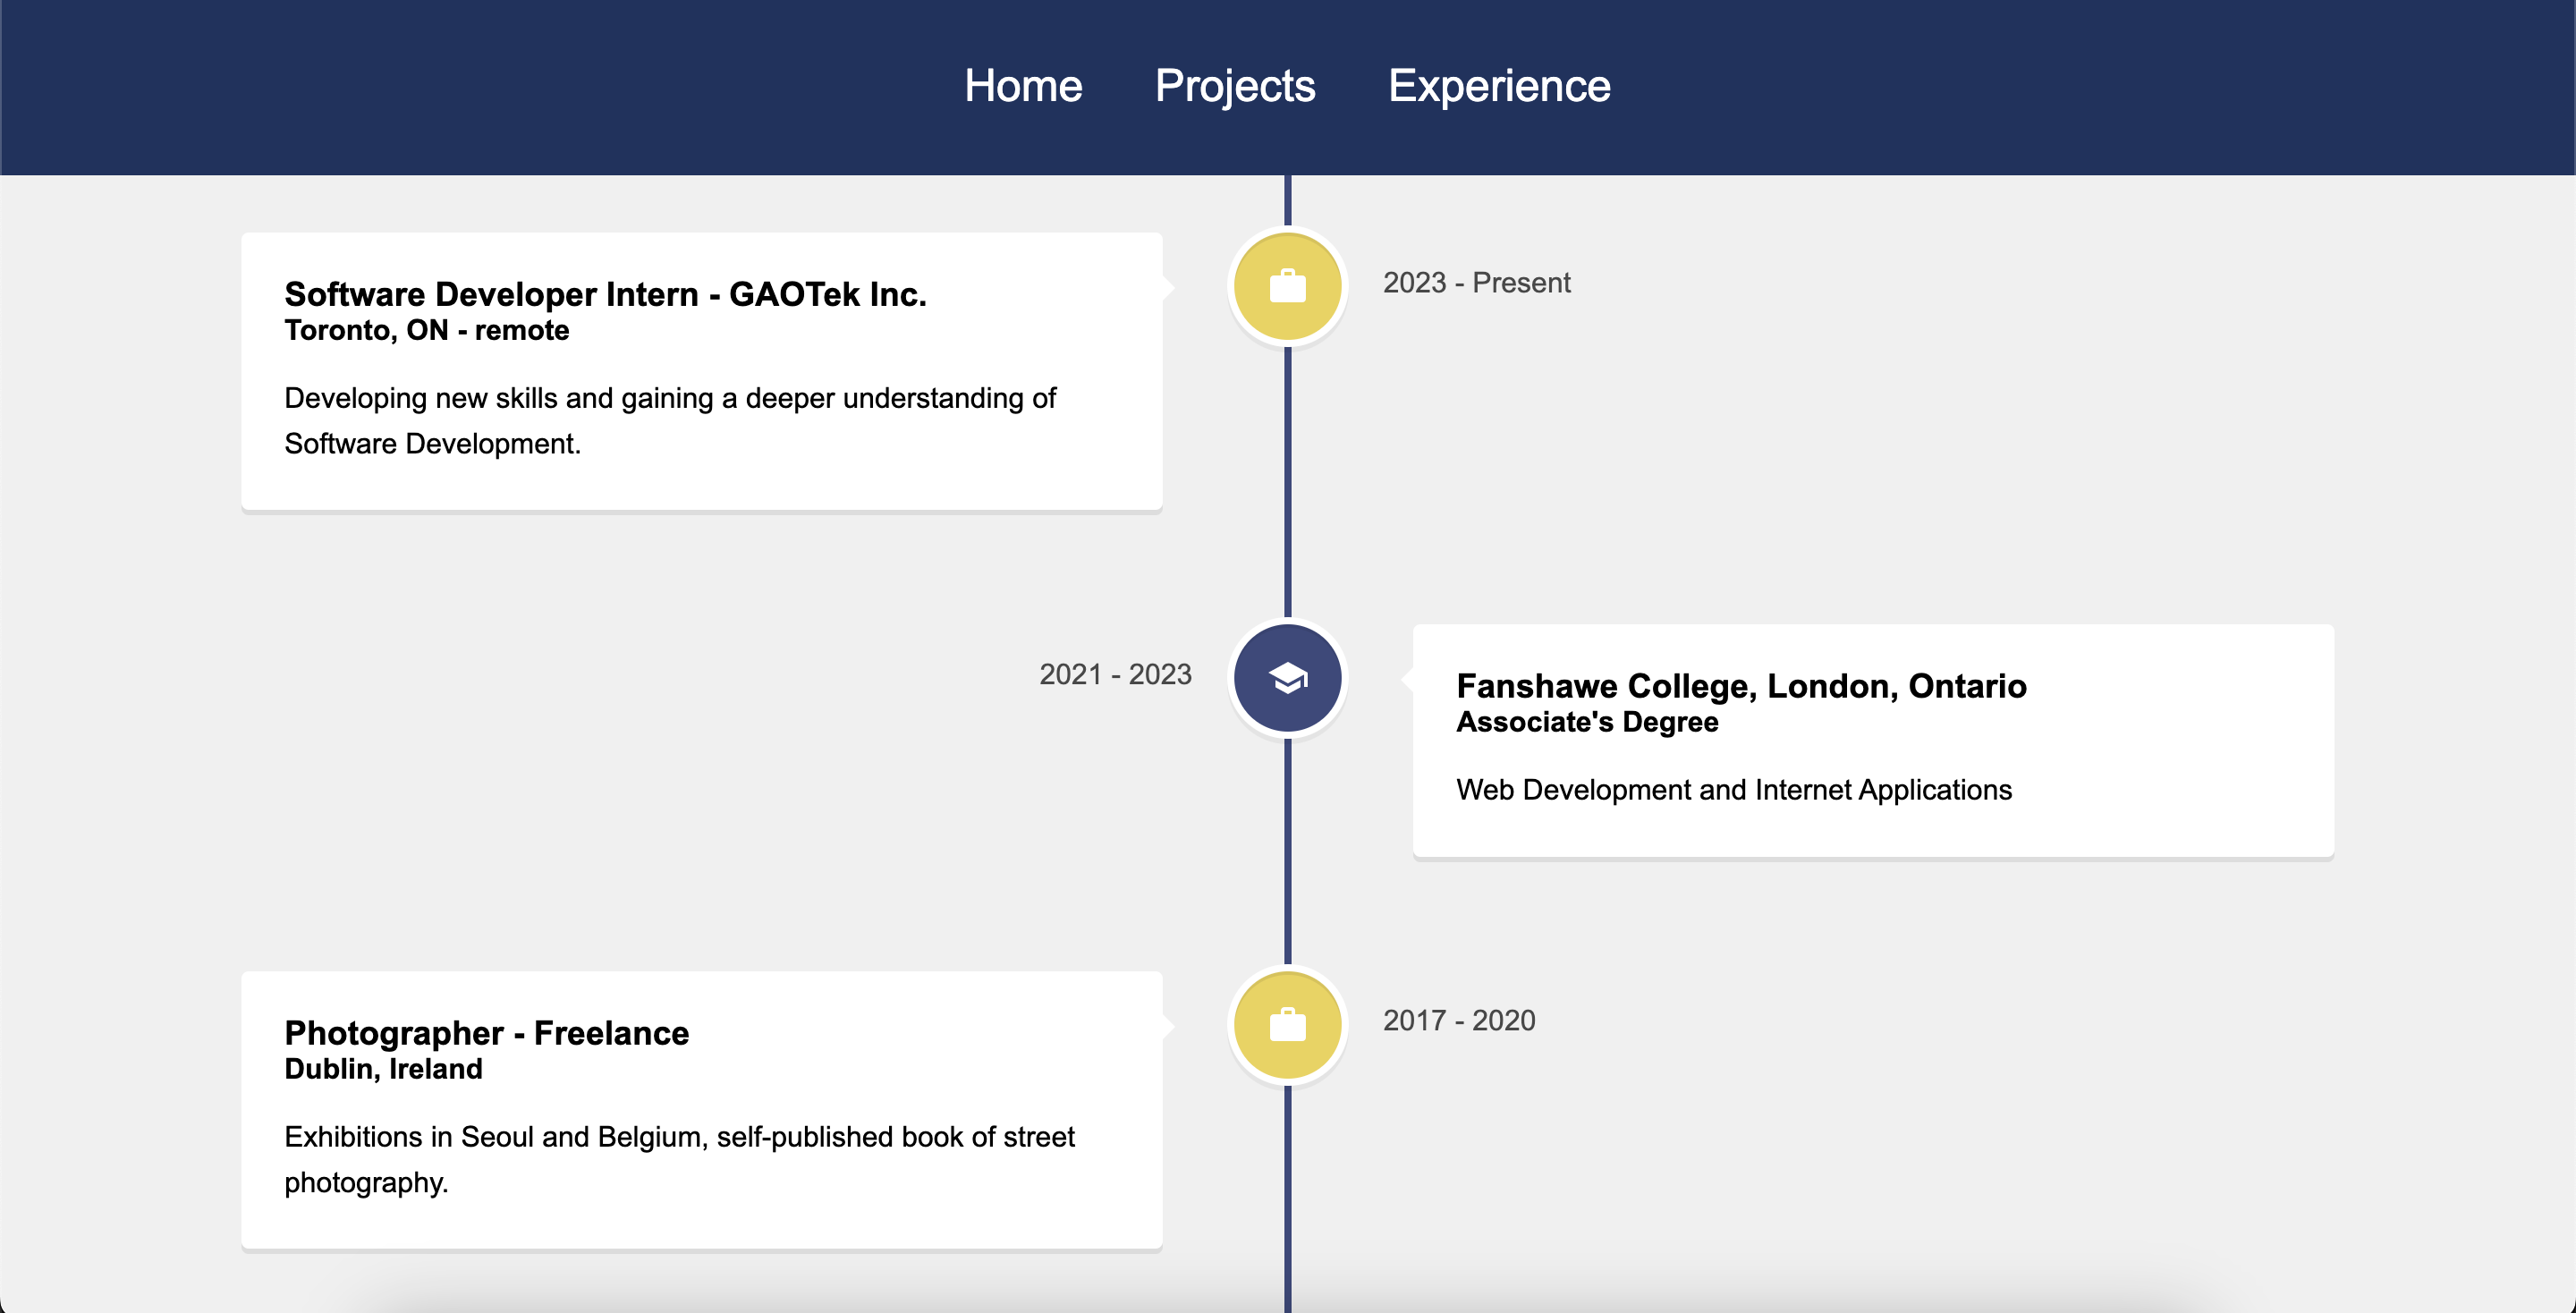 Home Projects Experience
Software Developer Intern - GAOTek Inc.
Toronto, ON - remote
Developing new skills and gaining a deeper understanding of
Software Development.
2023 - Present
2021 - 2023
Fanshawe College, London, Ontario
Associate's Degree
Web Development and Internet Applications
Photographer - Freelance
Dublin, Ireland
Exhibitions in Seoul and Belgium, self-published book of street
photography.
2017 - 2020